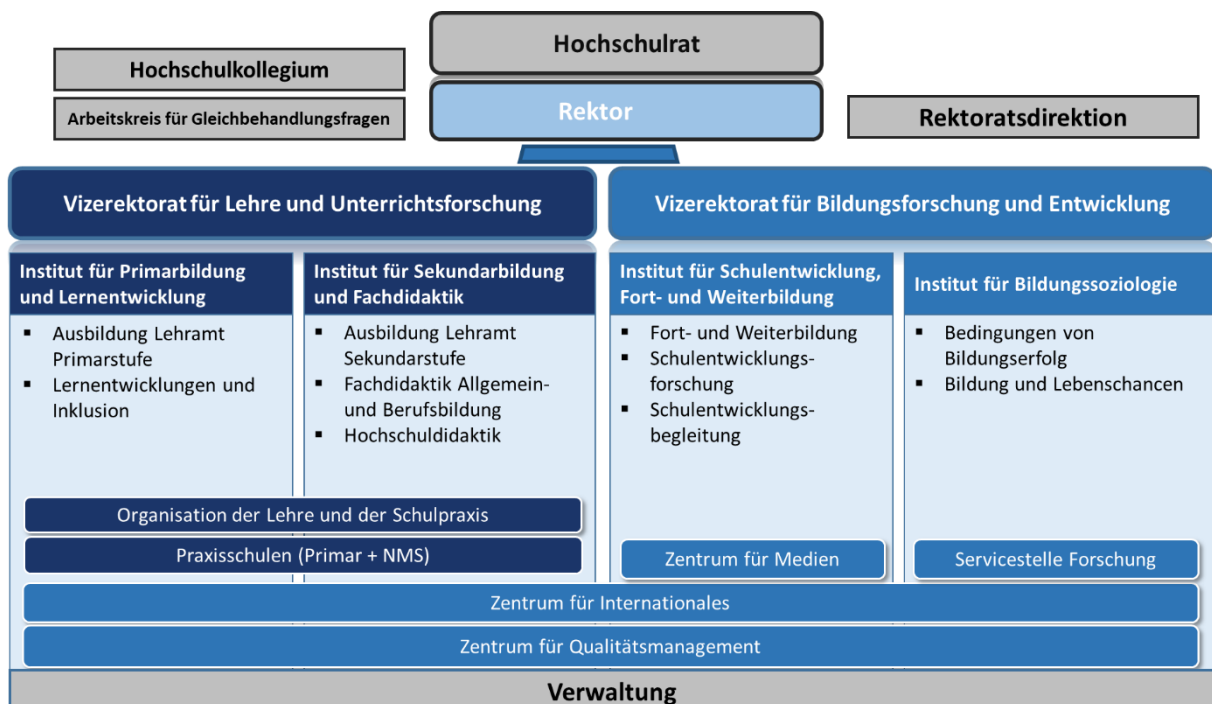 Hochschulrat
Hochschulkollegium
Arbeitskreis für Gleichbehandlungsfragen
Rektor
Rektoratsdirektion
Vizerektorat für Lehre und Unterrichtsforschung
Vizerektorat für Bildungsforschung und Entwicklung
Institut für Primarbildung
und Lernentwicklung
▪ Ausbildung Lehramt
Primarstufe
▪ Lernentwicklungen und
Inklusion
Institut für Sekundarbildung
und Fachdidaktik
▪ Ausbildung Lehramt
Sekundarstufe
▪ Fachdidaktik Allgemein-
und Berufsbildung
▪ Hochschuldidaktik
Institut für Schulentwicklung,
Fort- und Weiterbildung
▪ Fort- und Weiterbildung
▪ Schulentwicklungs-
forschung
▪ Schulentwicklungs-
begleitung
Institut für Bildungssoziologie
▪ Bedingungen von
Bildungserfolg
▪ Bildung und Lebenschancen
Organisation der Lehre und der Schulpraxis
Praxisschulen (Primar + NMS)
Zentrum für Medien
Servicestelle Forschung
Zentrum für Internationales
Zentrum für Qualitätsmanagement
Verwaltung